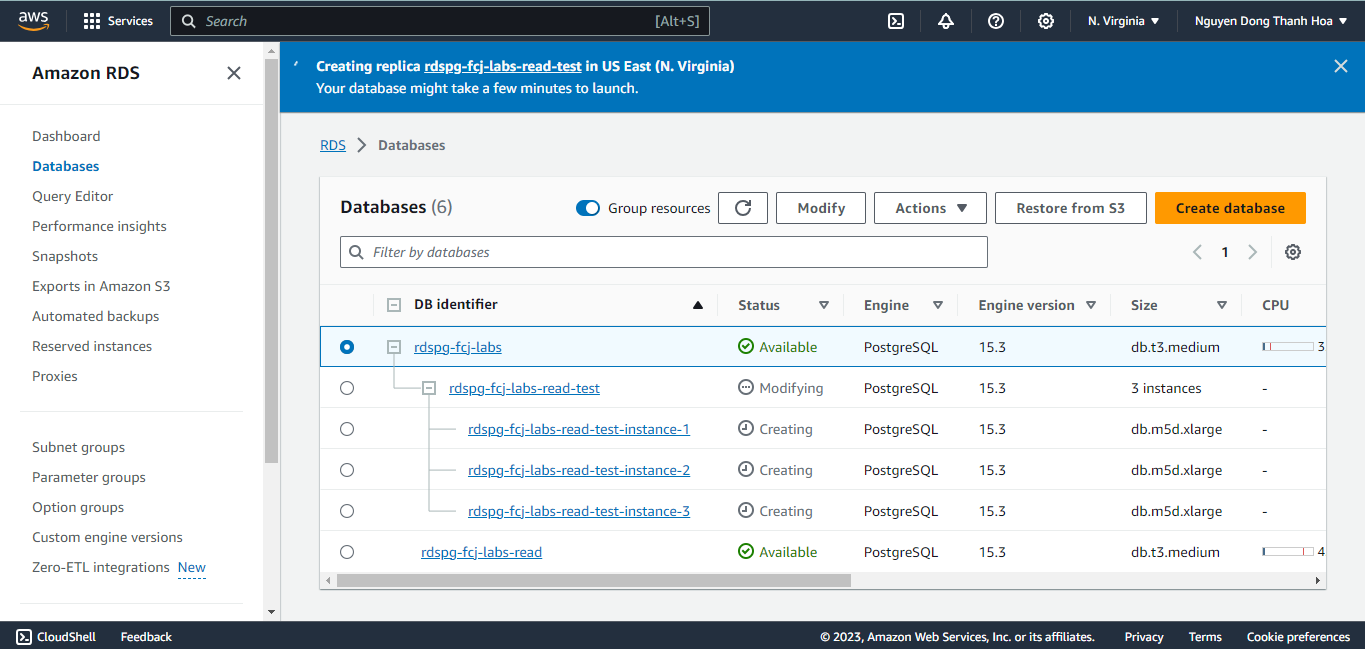 aws Services Search [Alt+S] N. Virginia Nguyen Dong Thanh Hoa
Amazon RDS
Dashboard
Databases
Query Editor
Performance insights
Snapshots
Exports in Amazon S3
Automated backups
Reserved instances
Proxies
Subnet groups
Parameter groups
Option groups
Custom engine versions
Zero-ETL integrations New
Creating replica rdspg-fcj-labs-read-test in US East (N. Virginia)
Your database might take a few minutes to launch.
RDS Databases
Databases (6) Group resources Modify Actions Restore from S3 Create database
Filter by databases 1
DB identifier Status Engine Engine version Size CPU
rdspg-fcj-labs Available PostgreSQL 15.3 db.t3.medium 3
rdspg-fcj-labs-read-test Modifying PostgreSQL 15.3 3 instances -
rdspg-fcj-labs-read-test-instance-1 Creating PostgreSQL 15.3 db.m5d.xlarge -
rdspg-fcj-labs-read-test-instance-2 Creating PostgreSQL 15.3 db.m5d.xlarge -
rdspg-fcj-labs-read-test-instance-3 Creating PostgreSQL 15.3 db.m5d.xlarge -
rdspg-fcj-labs-read Available PostgreSQL 15.3 db.t3.medium 4
CloudShell Feedback © 2023, Amazon Web Services, Inc. or its affiliates. Privacy Terms Cookie preferences